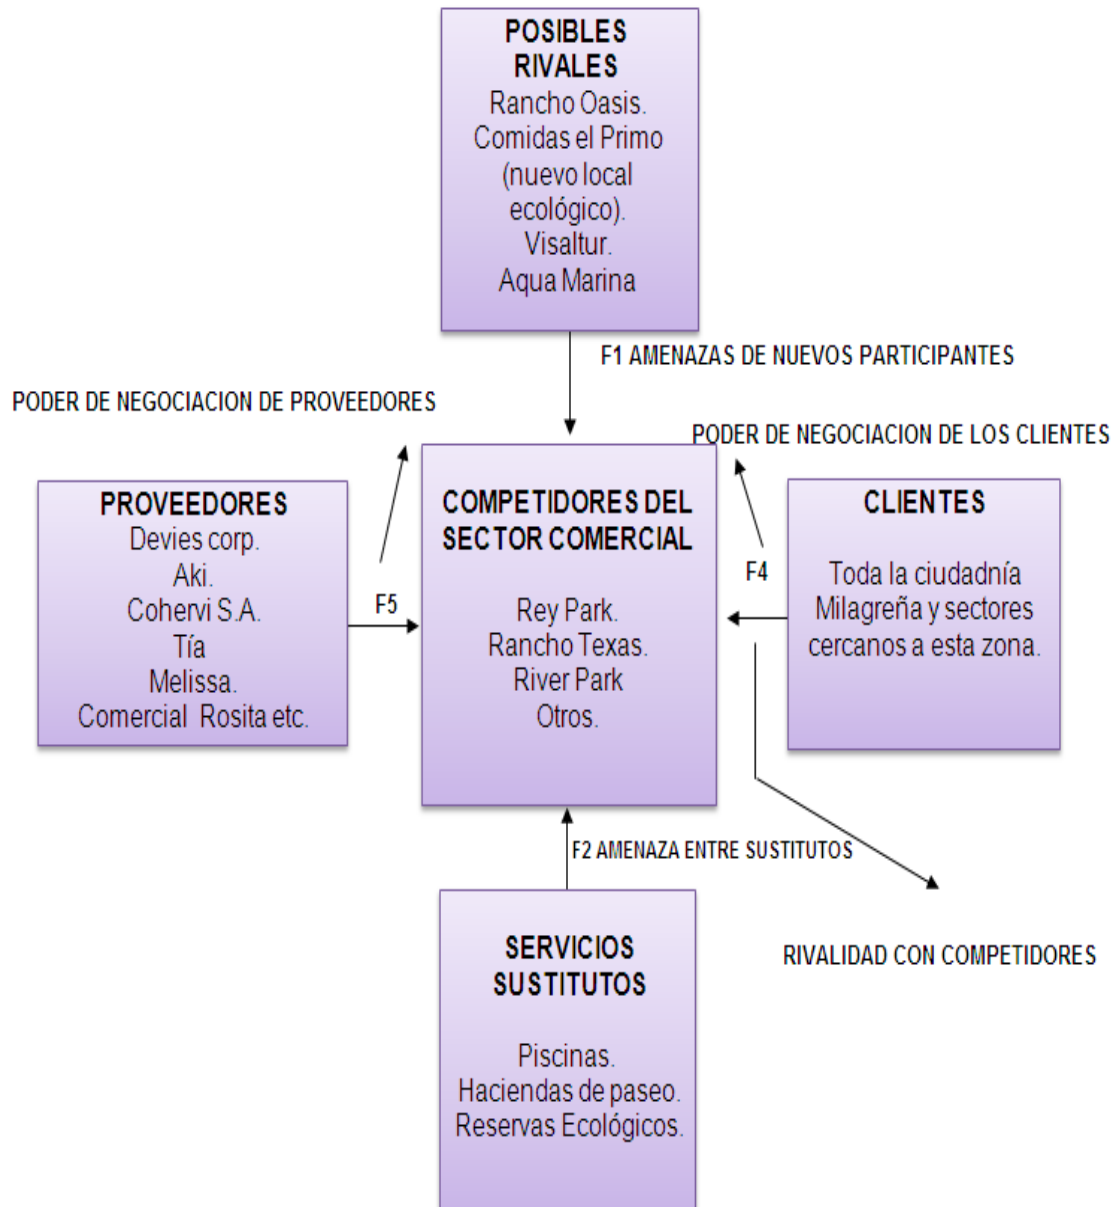 POSIBLES
RIVALES
Rancho Oasis.
Comidas el Primo
(nuevo local
ecológico).
Visaltur.
Aqua Marina
F1 AMENAZAS DE NUEVOS PARTICIPANTES
PODER DE NEGOCIACION DE PROVEEDORES
PODER DE NEGOCIACION DE LOS CLIENTES
PROVEEDORES
Devies corp.
Aki.
Cohervi S.A.
Tía
Melissa.
Comercial Rosita etc.
F5
COMPETIDORES DEL
SECTOR COMERCIAL
Rey Park.
Rancho Texas.
River Park
Otros.
F4
CLIENTES
Toda la ciudadnía
Milagreña y sectores
cercanos a esta zona.
F2 AMENAZA ENTRE SUSTITUTOS
RIVALIDAD CON COMPETIDORES
SERVICIOS
SUSTITUTOS
Piscinas.
Haciendas de paseo.
Reservas Ecológicos.